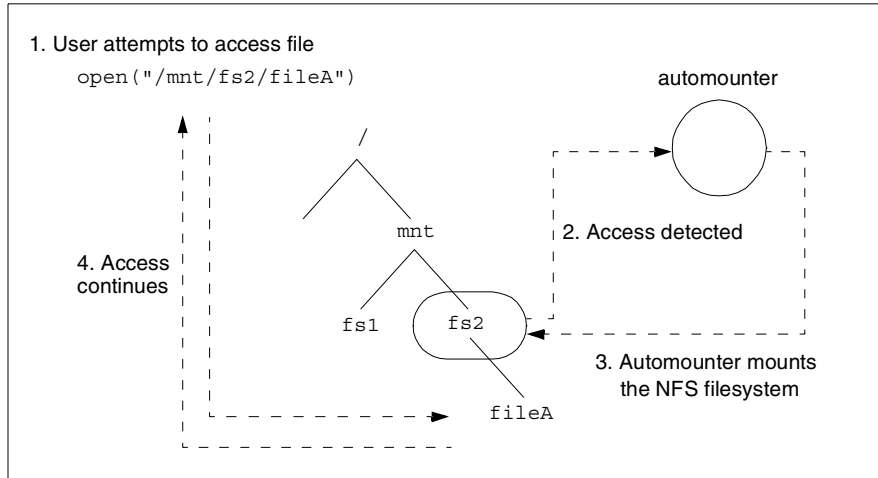 1. User attempts to access file
open("/mnt/fs2/fileA")
automounter
/
mnt
2. Access detected
4. Access
continues
fs1
fs2
3. Automounter mounts
the NFS filesystem
fileA